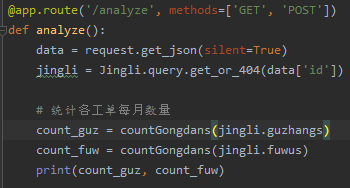 @app.route('/analyze', methods=['GET', 'POST'])
def analyze():
    data = request.get_json(silent=True)
    jingli = Jingli.query.get_or_404(data['id'])
    # 统计各工单每月数量
    count_guz = countGongdans(jingli.guzhangs)
    count_fuw = countGongdans(jingli.fuwus)
    print(count_guz, count_fuw)